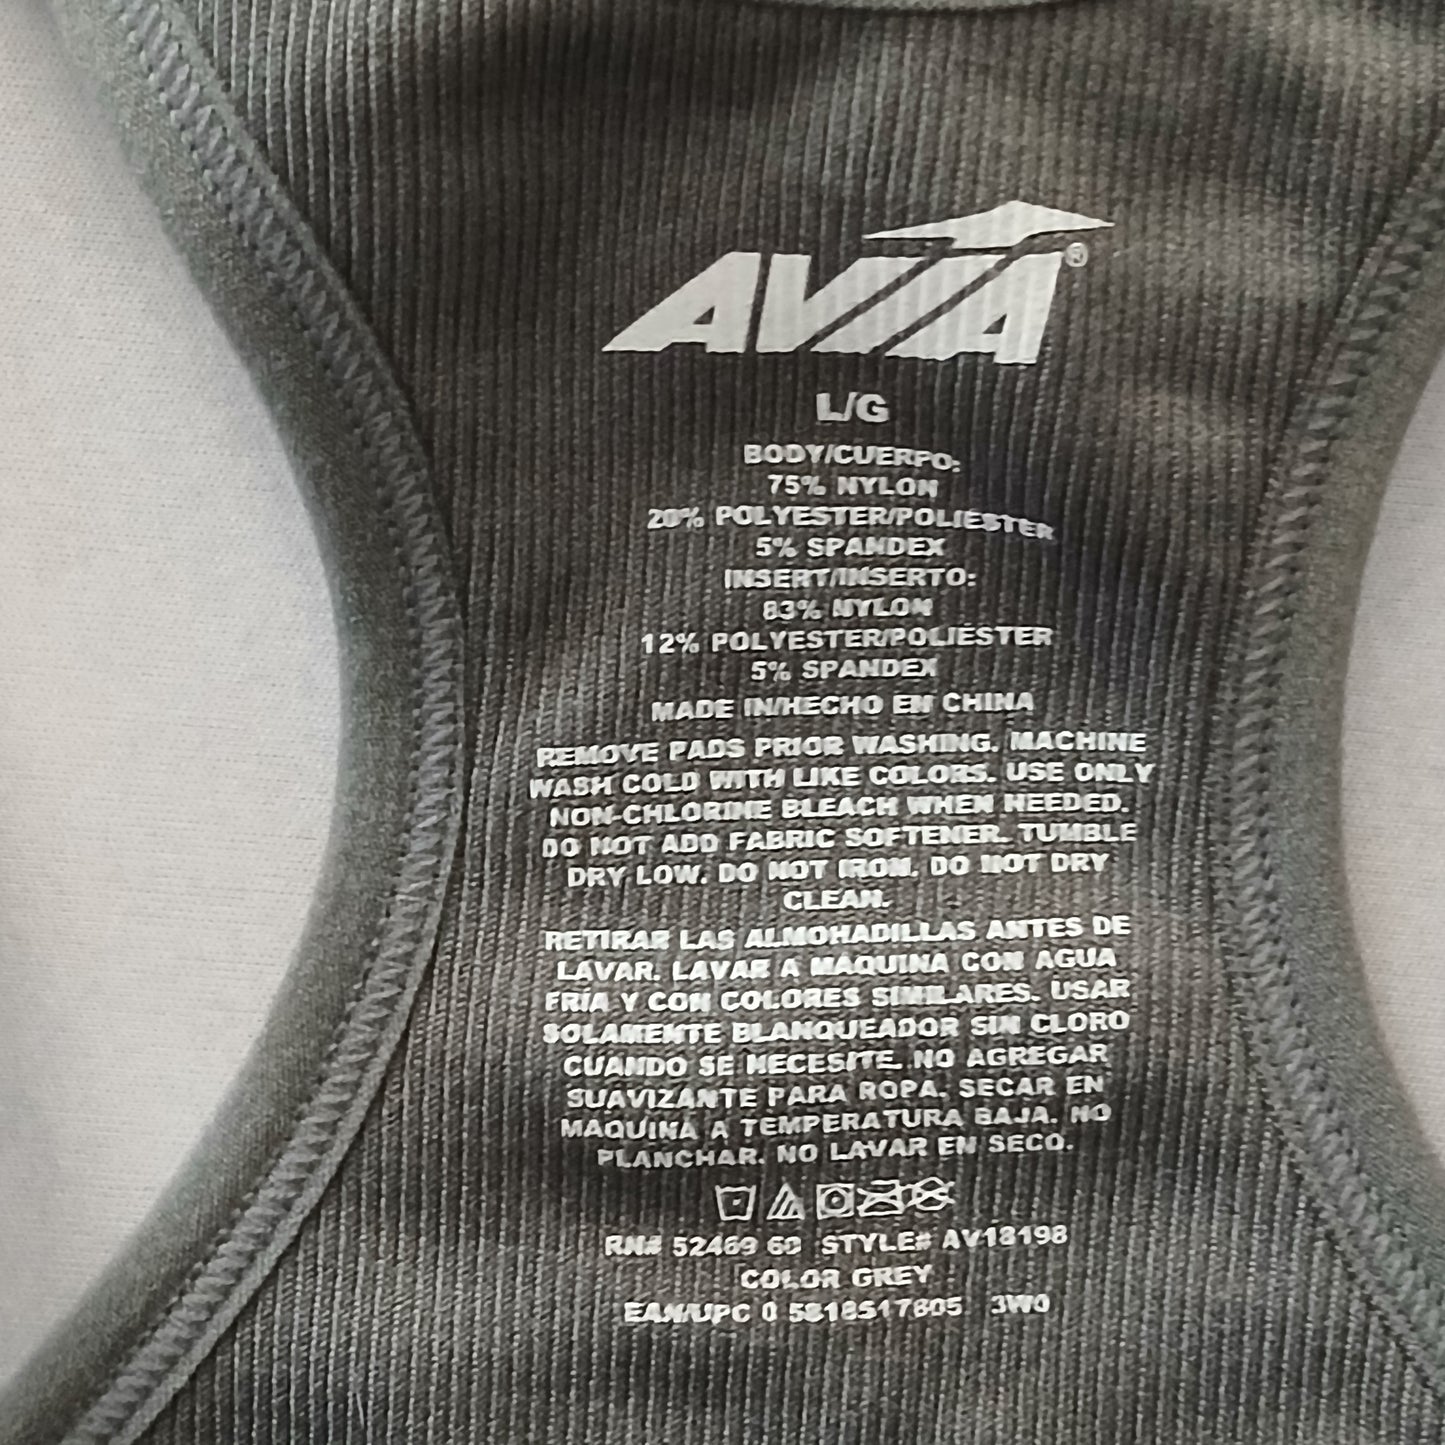 AVIA®
L/G
BODY/CUERPO:
75% NYLON
20% POLYESTER/POLIÉSTER
5% SPANDEX
INSERT/INSERTO:
83% NYLON
12% POLYESTER/POLIÉSTER
5% SPANDEX
MADE IN/HECHO EN CHINA
REMOVE PADS PRIOR WASHING. MACHINE
WASH COLD WITH LIKE COLORS. USE ONLY
NON-CHLORINE BLEACH WHEN NEEDED.
DO NOT ADD FABRIC SOFTENER. TUMBLE
DRY LOW. DO NOT IRON. DO NOT DRY
CLEAN.
RETIRAR LAS ALMOHADILLAS ANTES DE
LAVAR. LAVAR A MÁQUINA CON AGUA
FRÍA Y CON COLORES SIMILARES. USAR
SOLAMENTE BLANQUEADOR SIN CLORO
CUANDO SE NECESITE. NO AGREGAR
SUAVIZANTE PARA ROPA. SECAR EN
MÁQUINA A TEMPERATURA BAJA. NO
PLANCHAR. NO LAVAR EN SECO.
RN# 52469 60 STYLE# AV18198
COLOR GREY
EAN/UPC 0 5818517605 3W0